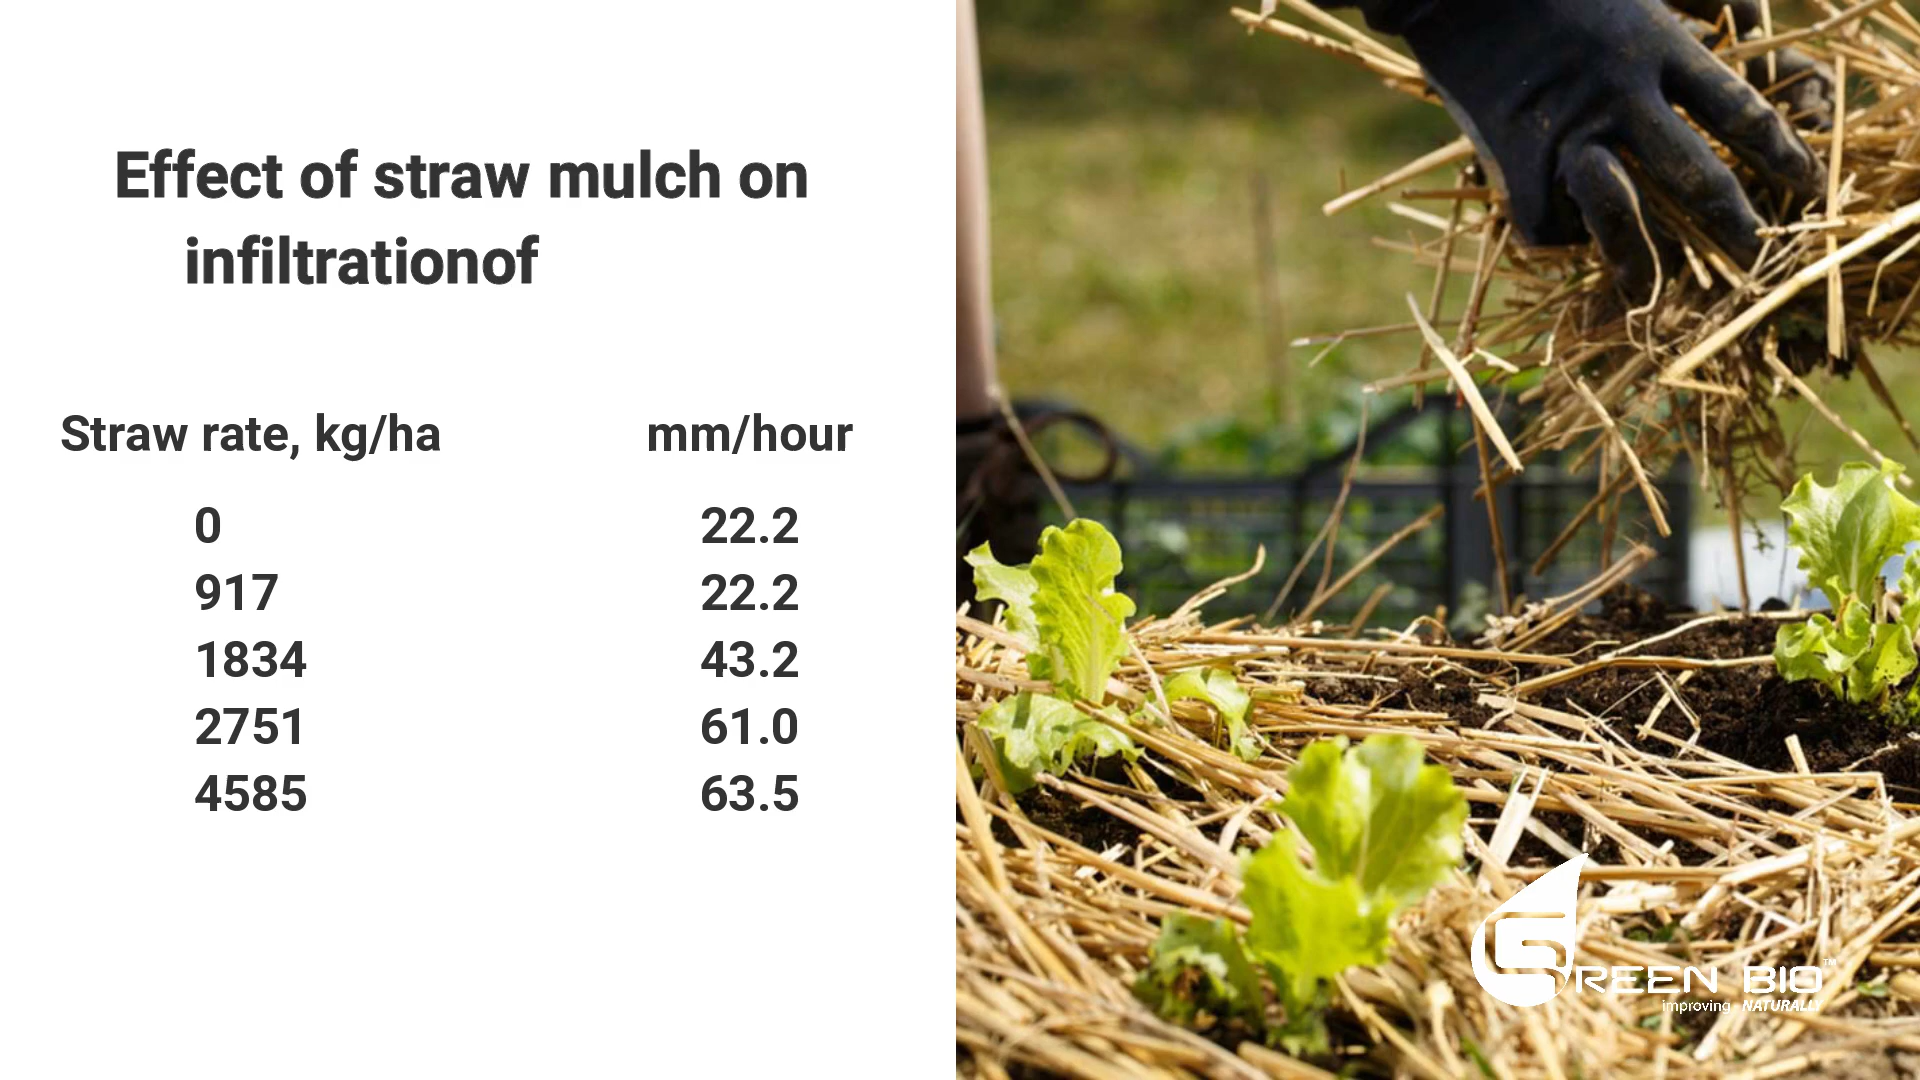 Effect of straw mulch on
infiltrationof
Straw rate, kg/ha mm/hour
0 22.2
917 22.2
1834 43.2
2751 61.0
4585 63.5
GREEN BIO™
improving NATURALLY